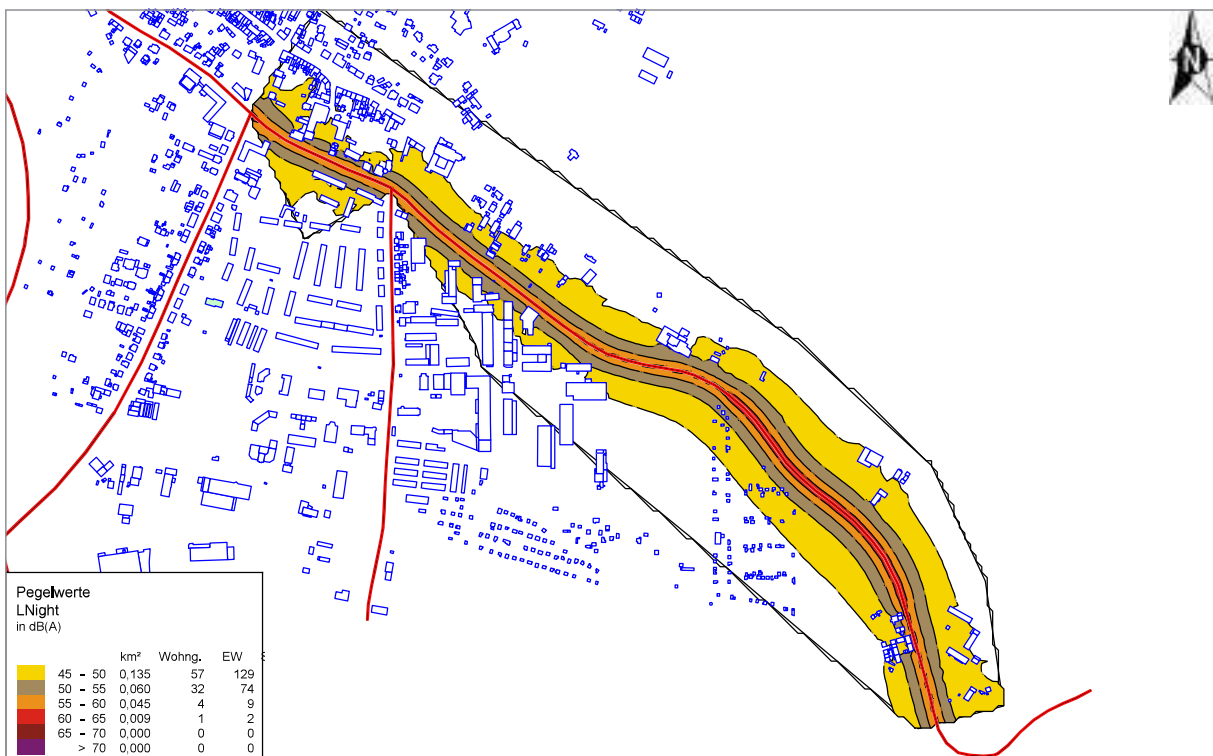 N
Pegelwerte
LNight
in dB(A)
km² Wohng. EW
45 - 50 0,135 57 129
50 - 55 0,060 32 74
55 - 60 0,045 4 9
60 - 65 0,009 1 2
65 - 70 0,000 0 0
> 70 0,000 0 0